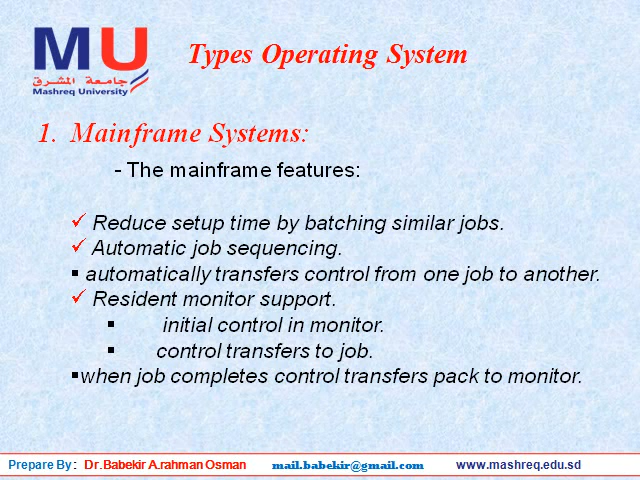 MU
جامعة المشرق
Mashreq University
Types Operating System
1. Mainframe Systems:
- The mainframe features:
✓ Reduce setup time by batching similar jobs.
✓ Automatic job sequencing.
▪ automatically transfers control from one job to another.
✓ Resident monitor support.
▪ initial control in monitor.
▪ control transfers to job.
▪when job completes control transfers pack to monitor.
Prepare By: Dr.Babekir A.rahman Osman mail.babekir@gmail.com www.mashreq.edu.sd